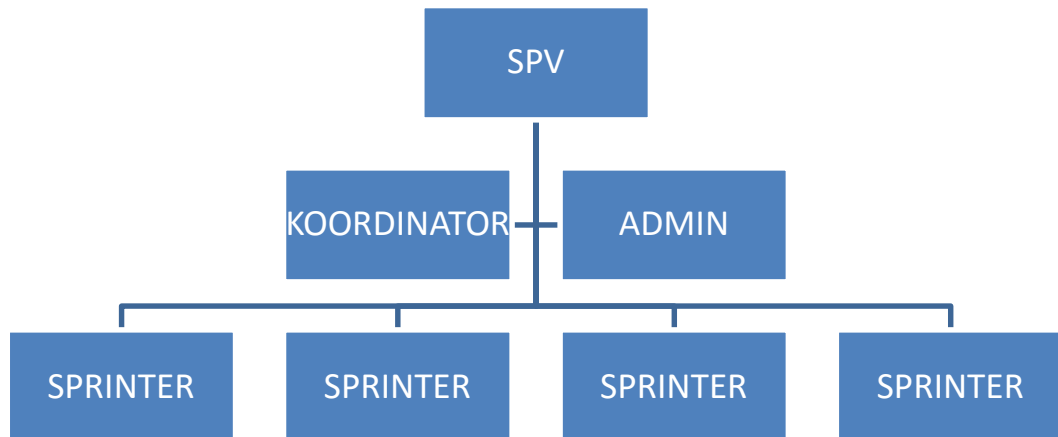 SPV
KOORDINATOR
ADMIN
SPRINTER
SPRINTER
SPRINTER
SPRINTER